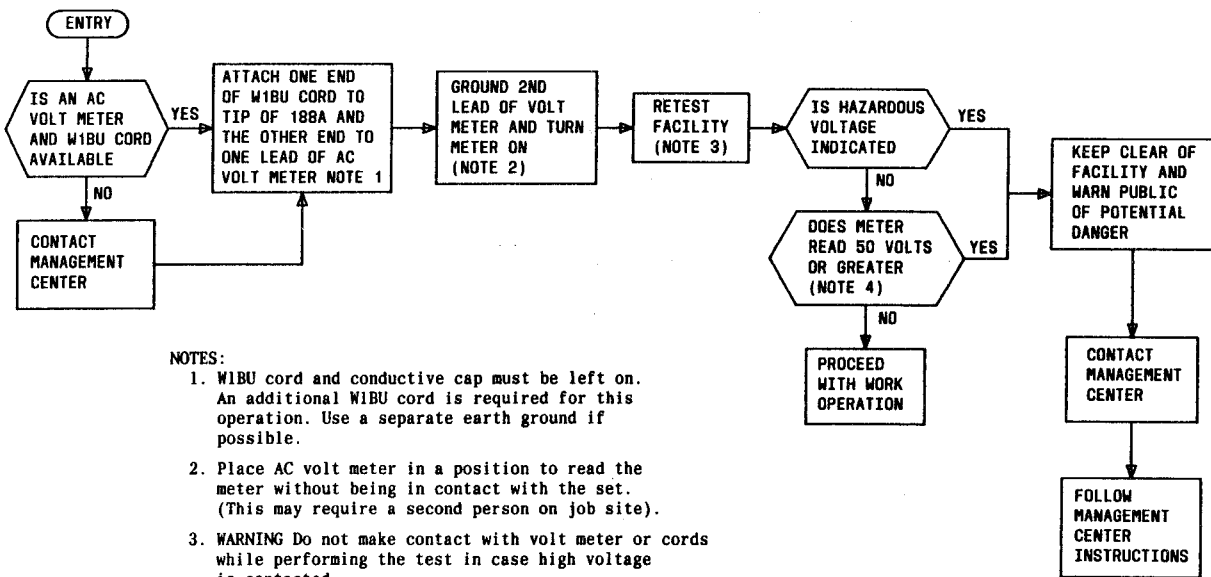 ENTRY
IS AN AC
VOLT METER
AND W1BU CORD
AVAILABLE
YES
NO
CONTACT
MANAGEMENT
CENTER
ATTACH ONE END
OF W1BU CORD TO
TIP OF 188A AND
THE OTHER END TO
ONE LEAD OF AC
VOLT METER NOTE 1
GROUND 2ND
LEAD OF VOLT
METER AND TURN
METER ON
(NOTE 2)
RETEST
FACILITY
(NOTE 3)
IS HAZARDOUS
VOLTAGE
INDICATED
YES
NO
DOES METER
READ 50 VOLTS
OR GREATER
(NOTE 4)
YES
NO
PROCEED
WITH WORK
OPERATION
KEEP CLEAR OF
FACILITY AND
WARN PUBLIC
OF POTENTIAL
DANGER
CONTACT
MANAGEMENT
CENTER
FOLLOW
MANAGEMENT
CENTER
INSTRUCTIONS
NOTES:
1. W1BU cord and conductive cap must be left on.
An additional W1BU cord is required for this
operation. Use a separate earth ground if
possible.
2. Place AC volt meter in a position to read the
meter without being in contact with the set.
(This may require a second person on job site).
3. WARNING Do not make contact with volt meter or cords
while performing the test in case high voltage
is contacted